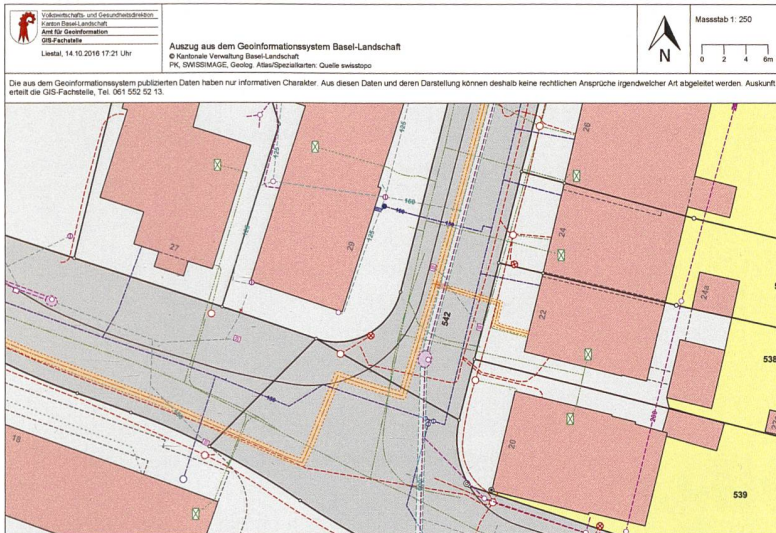 Volkswirtschafts- und Gesundheitsdirektion
Kanton Basel-Landschaft
Amt für Geoinformation
GIS-Fachstelle
Liestal, 14.10.2016 17:21 Uhr
Auszug aus dem Geoinformationssystem Basel-Landschaft
© Kantonale Verwaltung Basel-Landschaft
PK, SWISSIMAGE, Geolog. Atlas/Spezialkarten: Quelle swisstopo
N
Massstab 1: 250
0 2 4 6m
Die aus dem Geoinformationssystem publizierten Daten haben nur informativen Charakter. Aus diesen Daten und deren Darstellung können deshalb keine rechtlichen Ansprüche irgendwelcher Art abgeleitet werden. Auskunft
erteilt die GIS-Fachstelle, Tel. 061 552 52 13.
126
26
160
27
29
24
24a
542
22
538
18
20
539